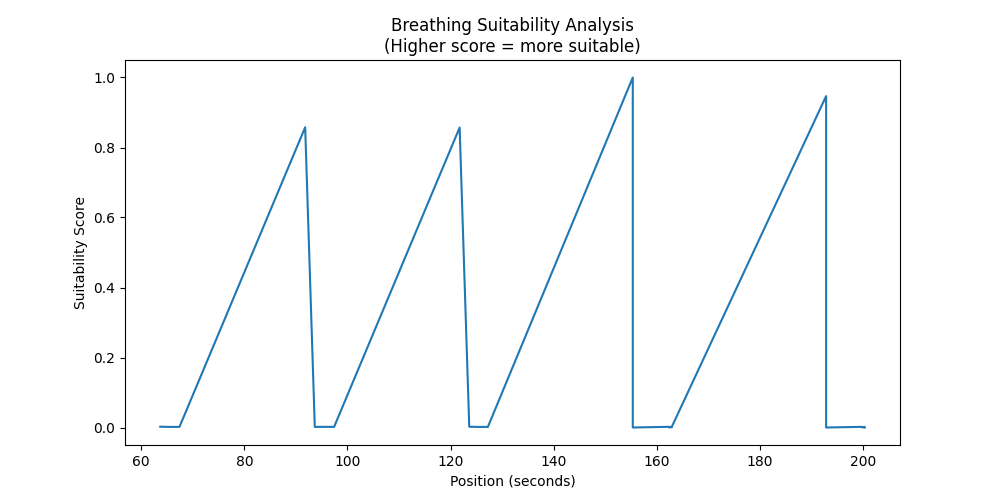 Breathing Suitability Analysis
(Higher score = more suitable)
1.0
0.8
0.6
0.4
0.2
0.0
Suitability Score
60 80 100 120 140 160 180 200
Position (seconds)